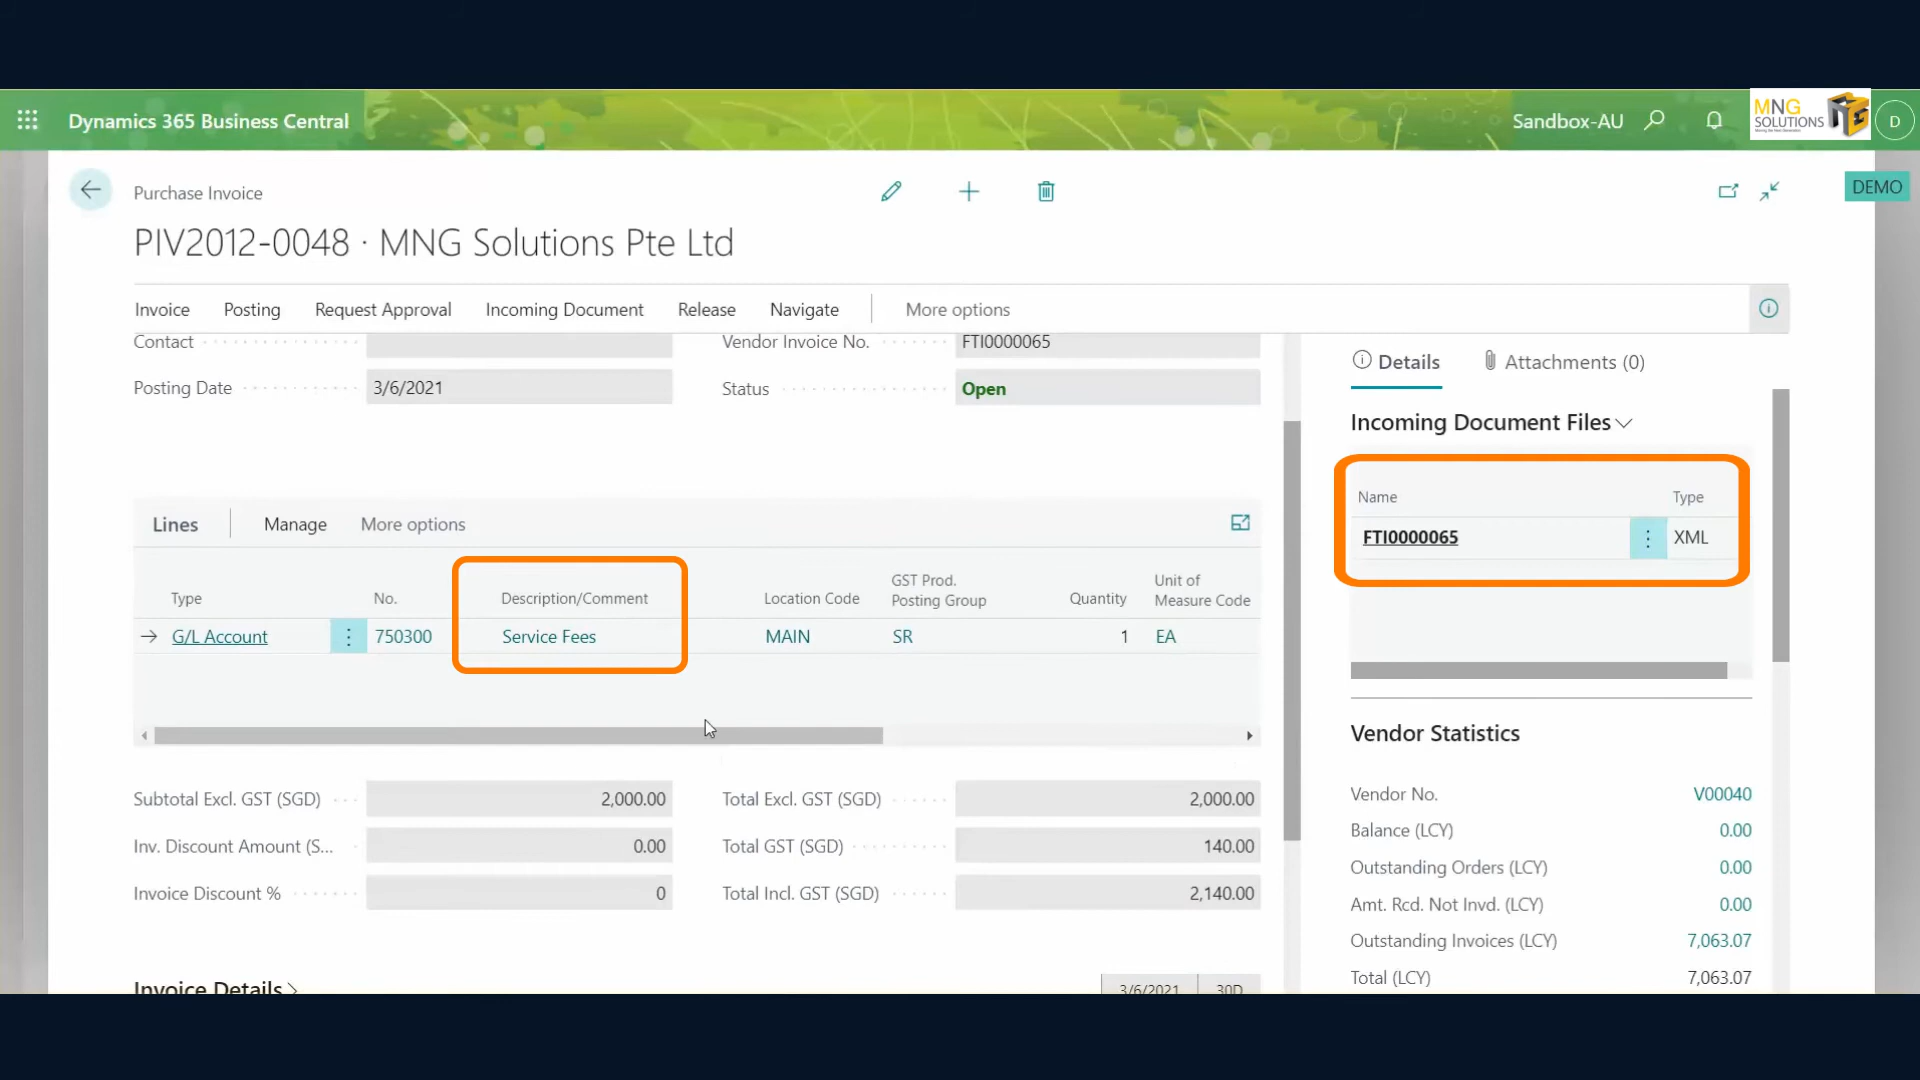 Dynamics 365 Business Central
Sandbox-AU
MNG
SOLUTIONS
D
Purchase Invoice
DEMO
PIV2012-0048 · MNG Solutions Pte Ltd
Invoice Posting Request Approval Incoming Document Release Navigate More options
Contact Vendor Invoice No. FTI0000065
Posting Date 3/6/2021 Status Open
Details Attachments (0)
Incoming Document Files
Name Type
FTI0000065 XML
Lines Manage More options
Type No. Description/Comment Location Code GST Prod. Posting Group Quantity Unit of Measure Code
G/L Account 750300 Service Fees MAIN SR 1 EA
Subtotal Excl. GST (SGD) 2,000.00 Total Excl. GST (SGD) 2,000.00
Inv. Discount Amount (S... 0.00 Total GST (SGD) 140.00
Invoice Discount % 0 Total Incl. GST (SGD) 2,140.00
Invoice Details
3/6/2021 30D
Vendor Statistics
Vendor No. V00040
Balance (LCY) 0.00
Outstanding Orders (LCY) 0.00
Amt. Rcd. Not Invd. (LCY) 0.00
Outstanding Invoices (LCY) 7,063.07
Total (LCY) 7,063.07